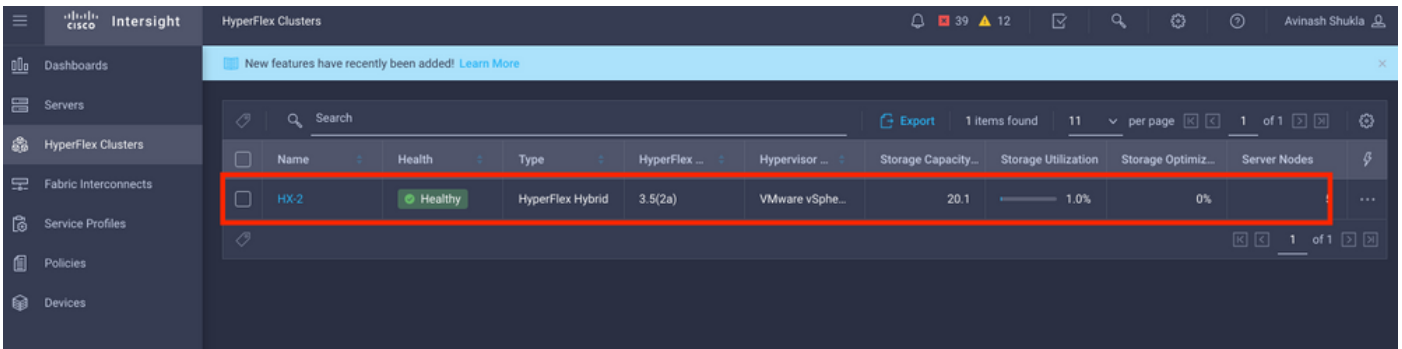 cisco Intersight HyperFlex Clusters 39 12 Avinash Shukla
Dashboards New features have recently been added! Learn More
Servers Search Export 1 items found 11 per page 1 of 1
HyperFlex Clusters Name Health Type HyperFlex ... Hypervisor ... Storage Capacity... Storage Utilization Storage Optimiz... Server Nodes
Fabric Interconnects HX-2 Healthy HyperFlex Hybrid 3.5(2a) VMware vSphe... 20.1 1.0% 0%
Service Profiles 1 of 1
Policies
Devices